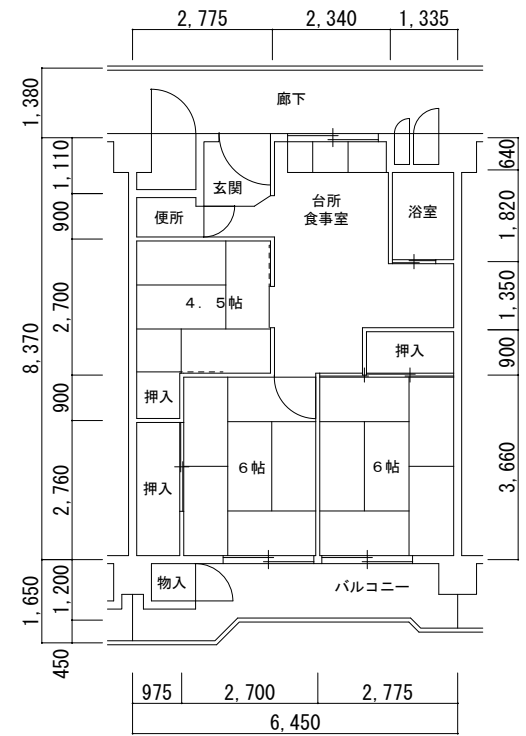 2,775
2,340
1,335
廊下
1,380
1,110
900
2,700
900
2,760
1,200
450
8,370
1,650
玄関
台所
食事室
浴室
便所
640
1,820
1,350
900
3,660
4．5帖
押入
押入
押入
6帖
6帖
物入
バルコニー
975
2,700
2,775
6,450